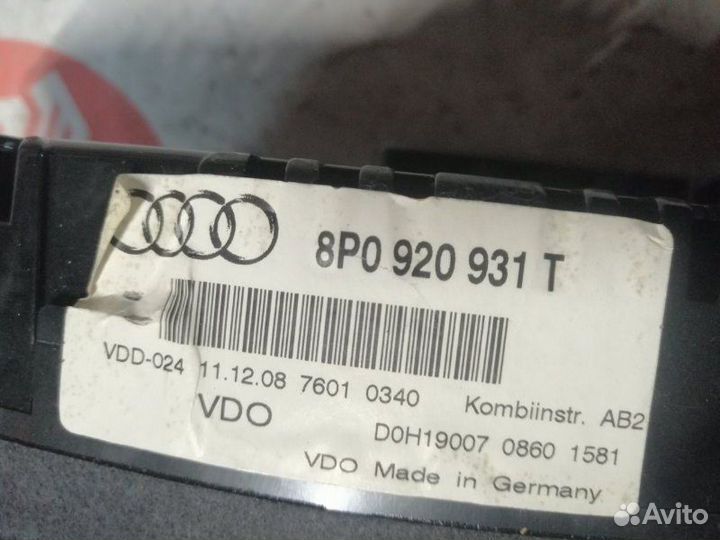 8P0 920 931 T
VDD-024 11.12.08 7601 0340 Kombiinstr. AB2
VDO D0H19007 0860 1581
VDO Made in Germany
Avito